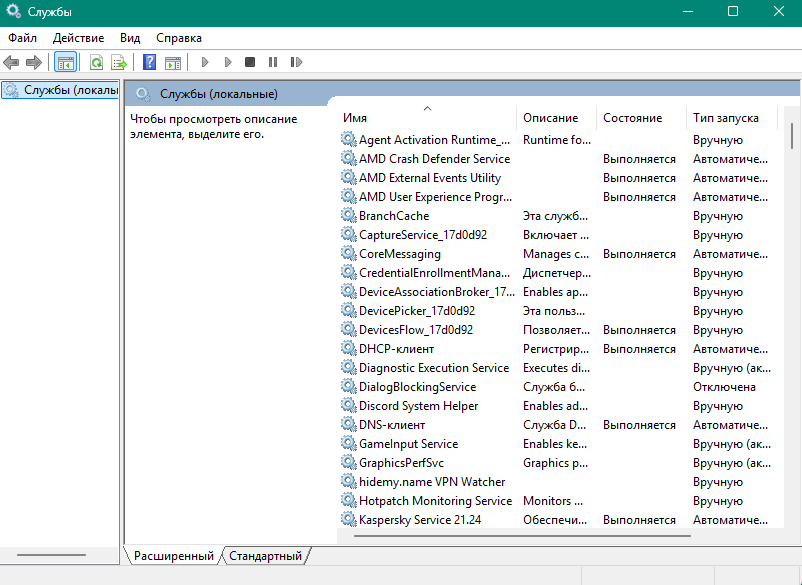 Службы
Файл Действие Вид Справка
Службы (локаль
Службы (локальные)
Чтобы просмотреть описание
элемента, выделите его.
Имя Описание Состояние Тип запуска
Agent Activation Runtime_... Runtime fo... Вручную
AMD Crash Defender Service Выполняется Автоматиче...
AMD External Events Utility Выполняется Автоматиче...
AMD User Experience Progr... Выполняется Автоматиче...
BranchCache Эта служб... Вручную
CaptureService_17d0d92 Включает ... Вручную
CoreMessaging Manages c... Выполняется Автоматиче...
CredentialEnrollmentMana... Диспетчер... Вручную
DeviceAssociationBroker_17... Enables ap... Вручную
DevicePicker_17d0d92 Эта польз... Вручную
DevicesFlow_17d0d92 Позволяет... Выполняется Вручную
DHCP-клиент Регистрир... Выполняется Автоматиче...
Diagnostic Execution Service Executes di... Вручную (ак...
DialogBlockingService Служба б... Отключена
Discord System Helper Enables ad... Вручную
DNS-клиент Служба D... Выполняется Автоматиче...
GameInput Service Enables ke... Вручную (ак...
GraphicsPerfSvc Graphics p... Вручную (ак...
hidemy.name VPN Watcher Вручную
Hotpatch Monitoring Service Monitors ... Вручную
Kaspersky Service 21.24 Обеспечи... Выполняется Автоматиче...
Расширенный Стандартный